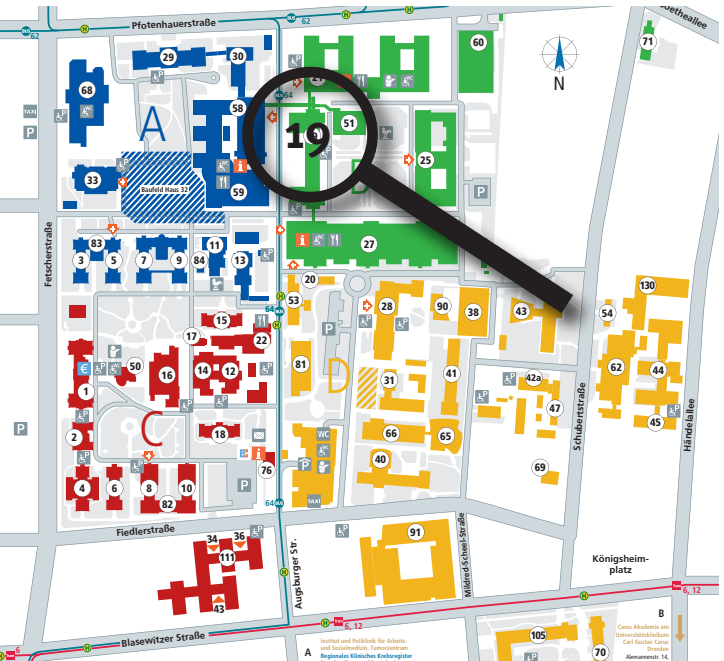 Pfotenhauerstraße
62
62
Goetheallee
29
30
60
71
N
68
64
58
A
19
51
25
TAXI
P
33
Baufeld Haus 32
59
P
Fetscherstraße
83
3
5
7
9
84
11
13
27
20
53
28
90
38
43
54
130
64
15
17
22
P
50
16
14
12
81
D
31
41
42a
47
62
44
45
1
2
C
18
WC
66
65
40
69
Schubertstraße
Händelallee
P
4
6
8
10
82
76
P
P
TAXI
64
Fiedlerstraße
34
36
111
43
Augsburger Str.
91
Mildred-Scheel-Straße
Königsheim-
platz
6, 12
6, 12
6
Blasewitzer Straße
A
Institut und Poliklinik für Arbeits-
und Sozialmedizin, Tumorzentrum
Regionales Klinisches Krebsregister
105
70
B
Carus Akademie am
Universitätsklinikum
Carl Gustav Carus
Dresden
Alemannenstr. 14,